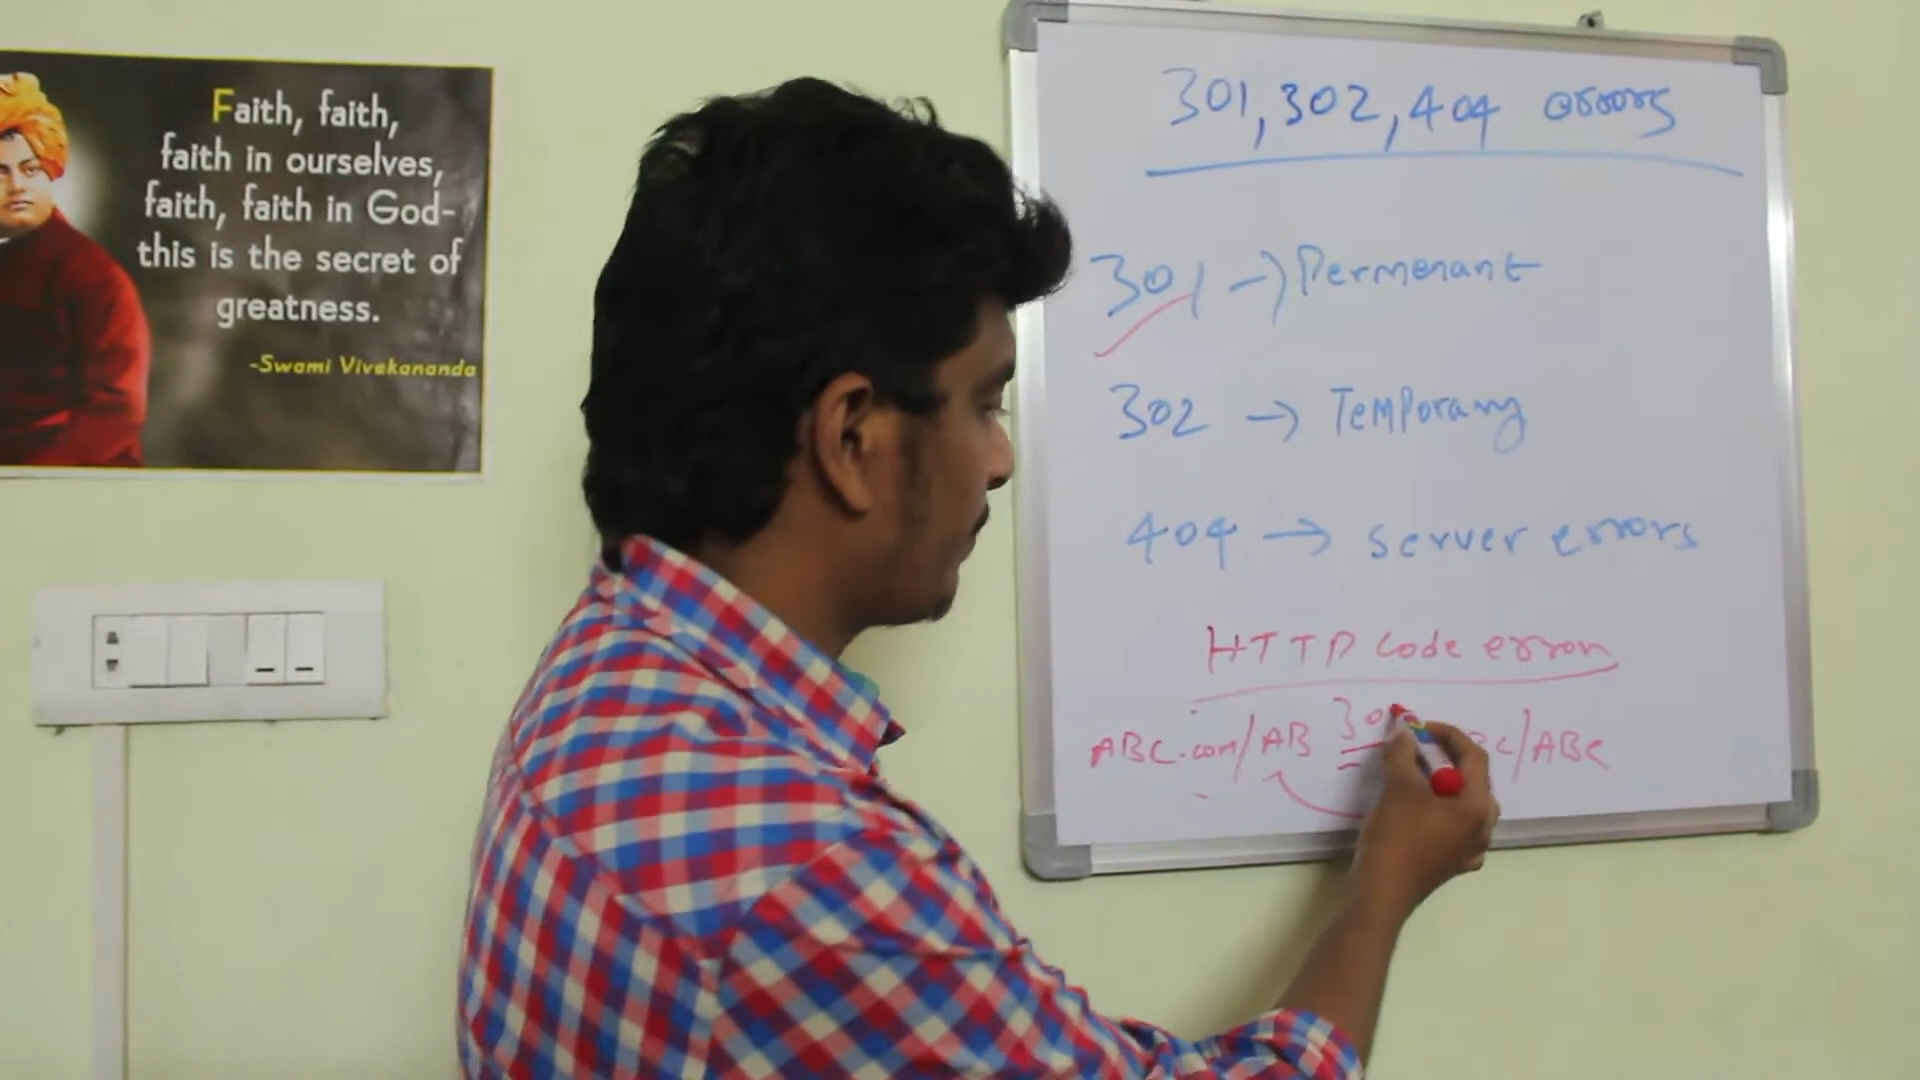 Faith, faith,
faith in ourselves,
faith, faith in God-
this is the secret of
greatness.
-Swami Vivekananda
301, 302, 404 errors
301 -> Permenant
302 -> Temporary
404 -> server errors
HTTP code error
ABC.com/AB 30 BC/ABC